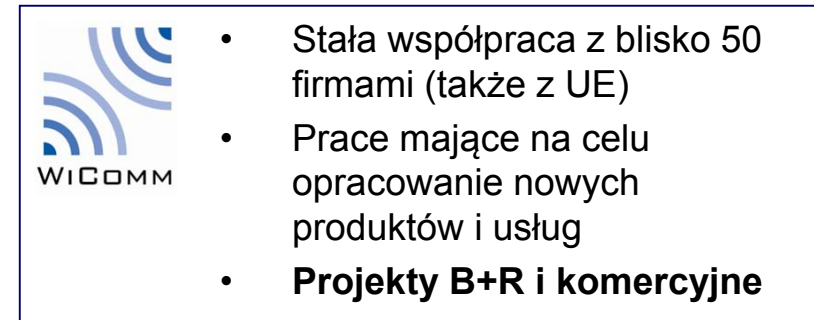 WiComm
• Stała współpraca z blisko 50
firmami (także z UE)
• Prace mające na celu
opracowanie nowych
produktów i usług
• Projekty B+R i komercyjne